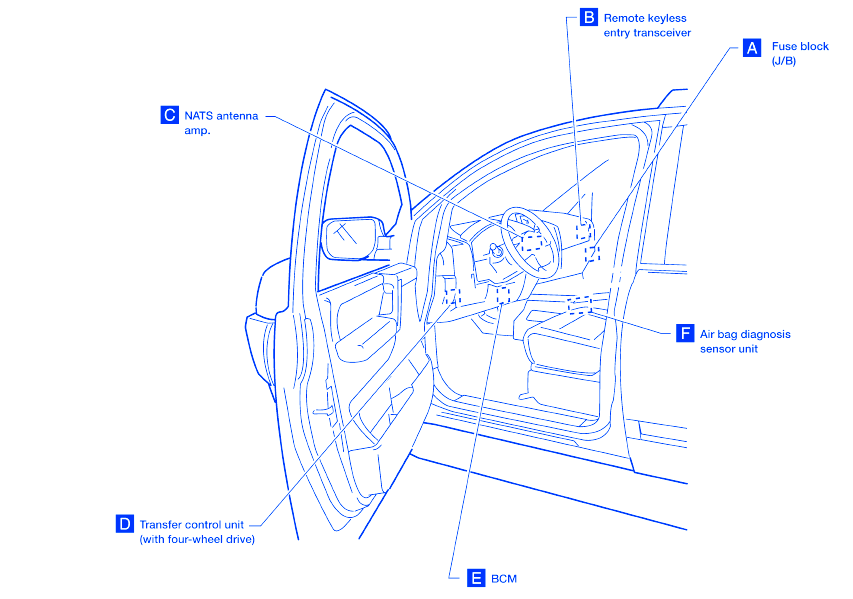 B Remote keyless
entry transceiver
A Fuse block
(J/B)
C NATS antenna
amp.
F Air bag diagnosis
sensor unit
D Transfer control unit
(with four-wheel drive)
E BCM